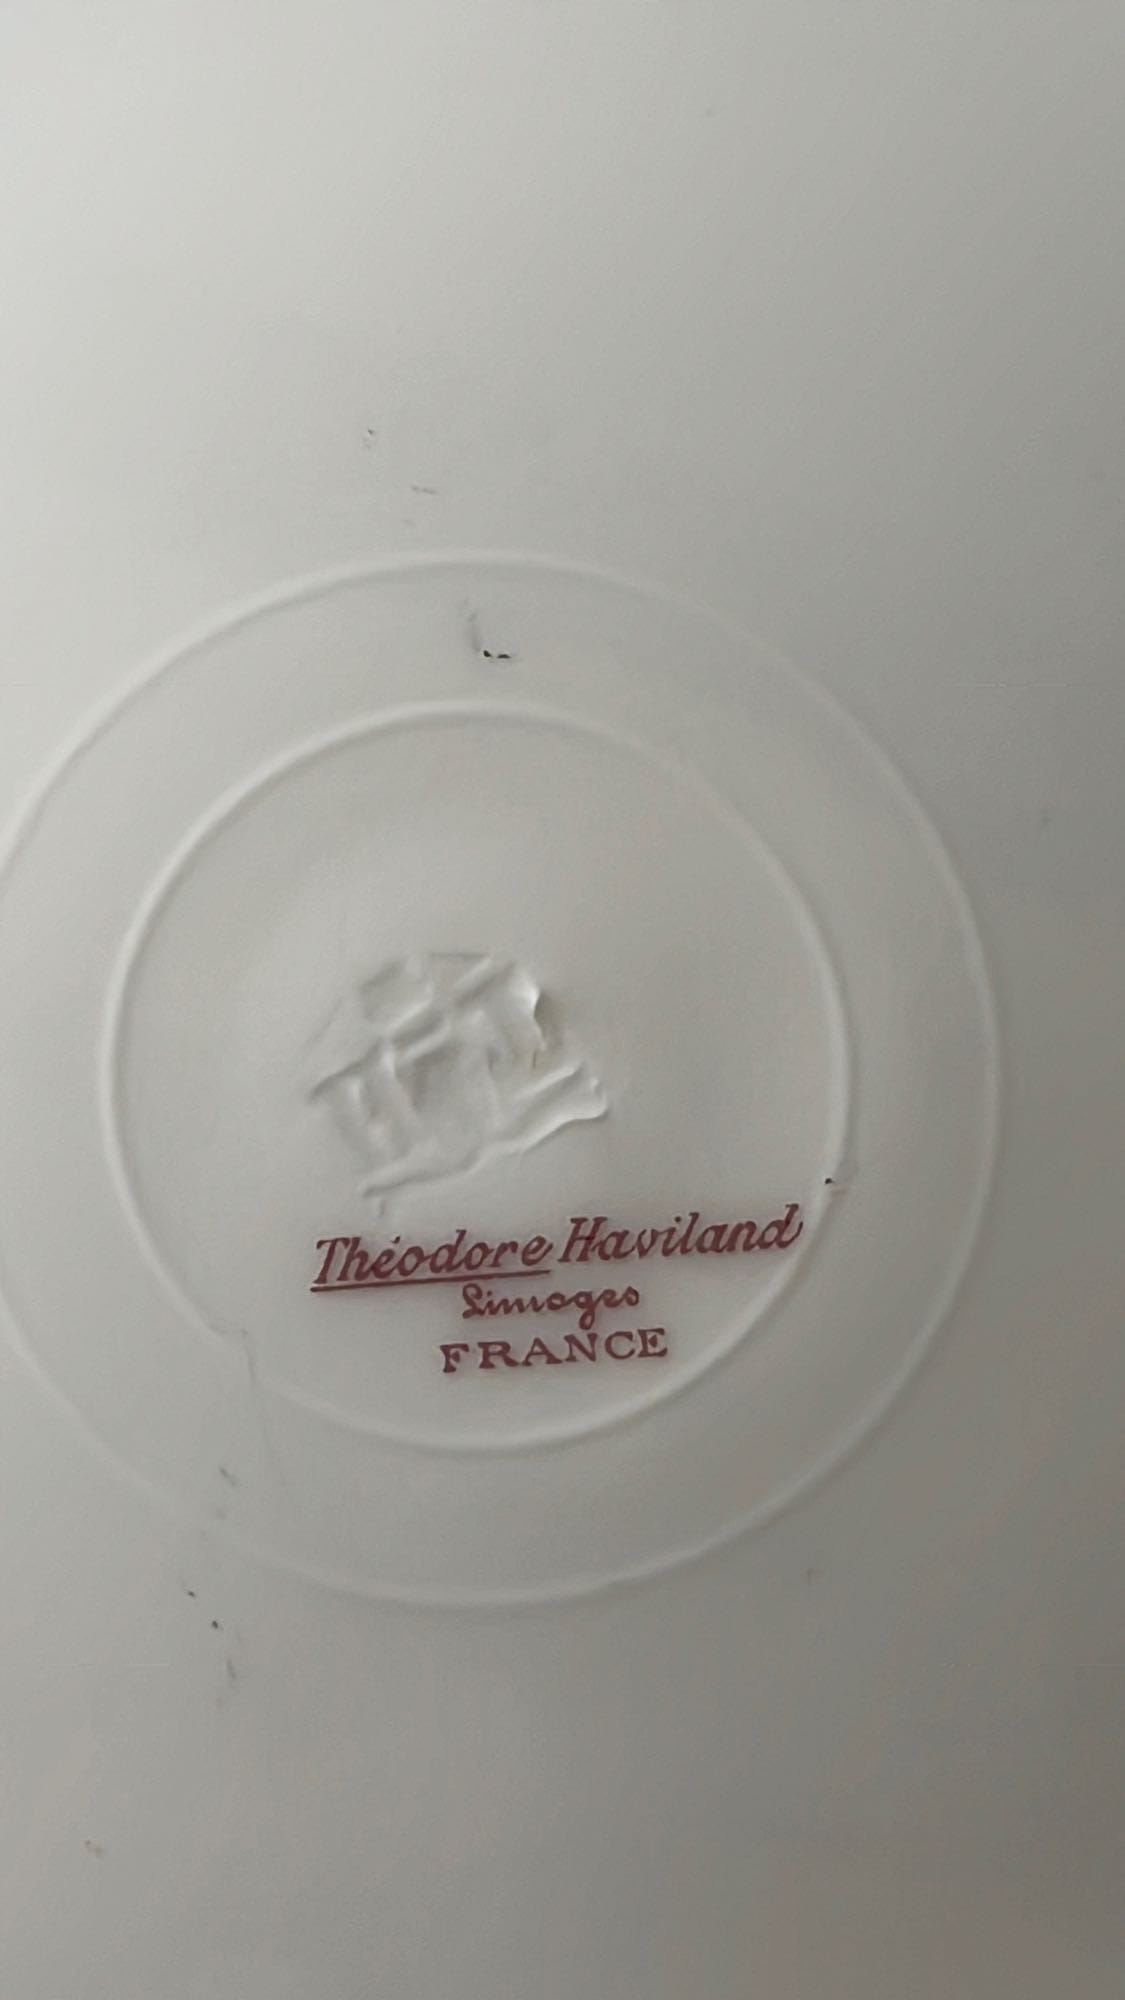 Théodore Haviland
Limoges
FRANCE